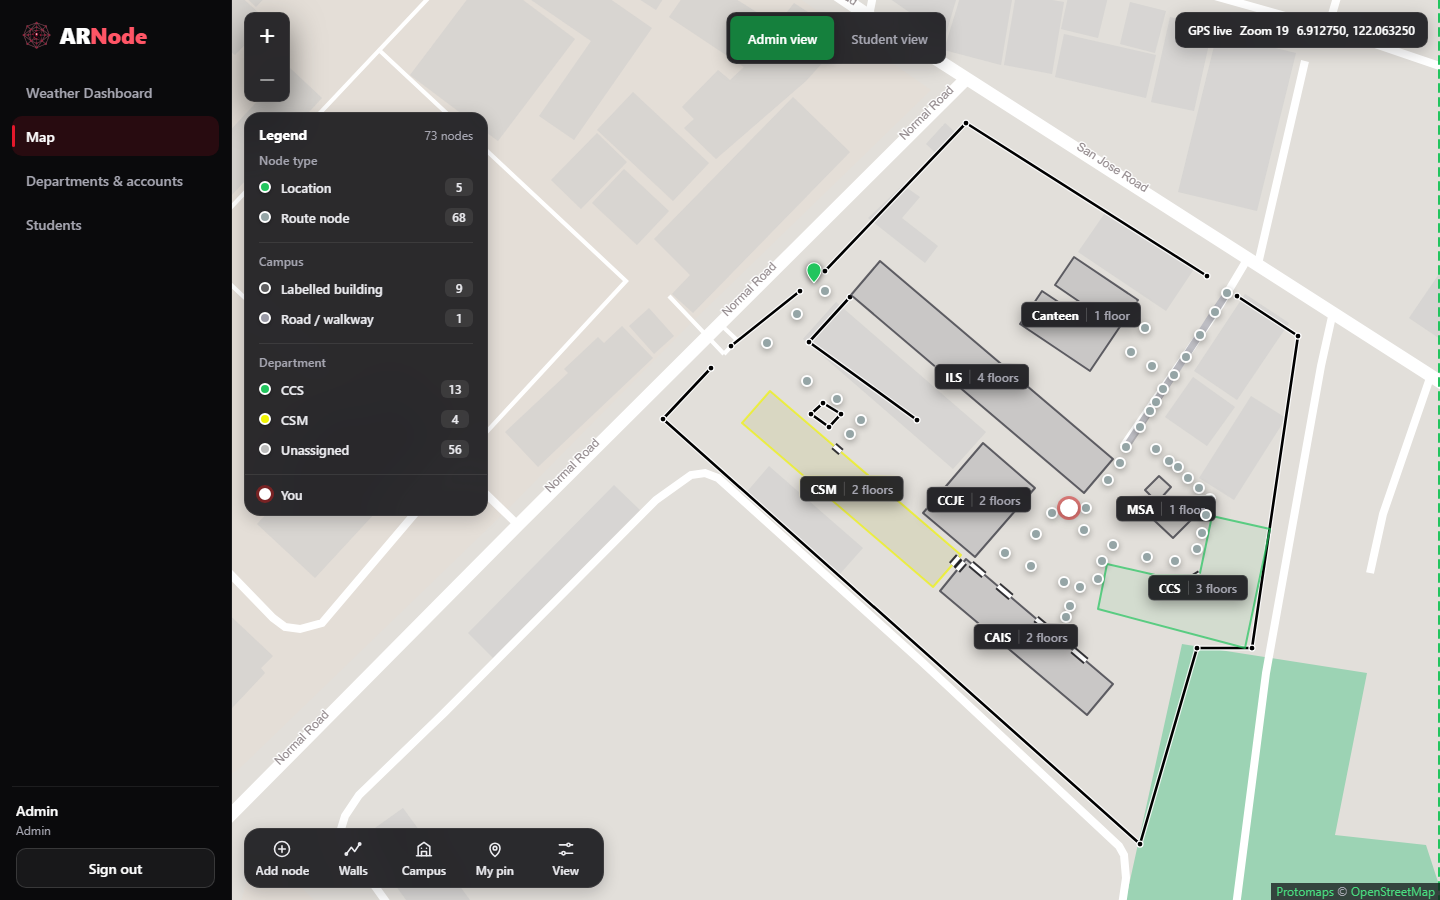 ARNode
Weather Dashboard
Map
Departments & accounts
Students
Admin
Admin
Sign out
+
−
Legend 73 nodes
Node type
Location 5
Route node 68
Campus
Labelled building 9
Road / walkway 1
Department
CCS 13
CSM 4
Unassigned 56
You
Admin view Student view
GPS live Zoom 19 6.912750, 122.063250
Normal Road
San Jose Road
Normal Road
Normal Road
Normal Road
Canteen 1 floor
ILS 4 floors
CSM 2 floors
CCJE 2 floors
MSA 1 floor
CCS 3 floors
CAIS 2 floors
Add node Walls Campus My pin View
Protomaps © OpenStreetMap